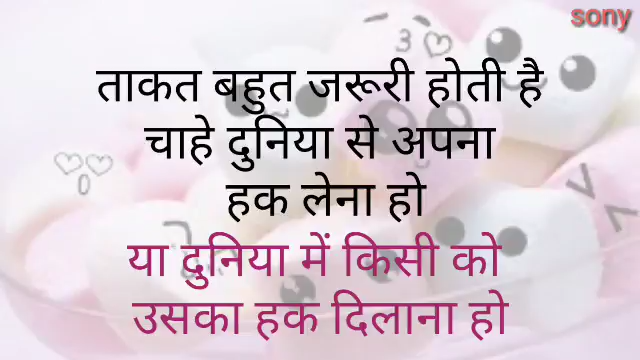 sony
ताकत बहुत जरूरी होती है
चाहे दुनिया से अपना
हक लेना हो
या दुनिया में किसी को
उसका हक दिलाना हो